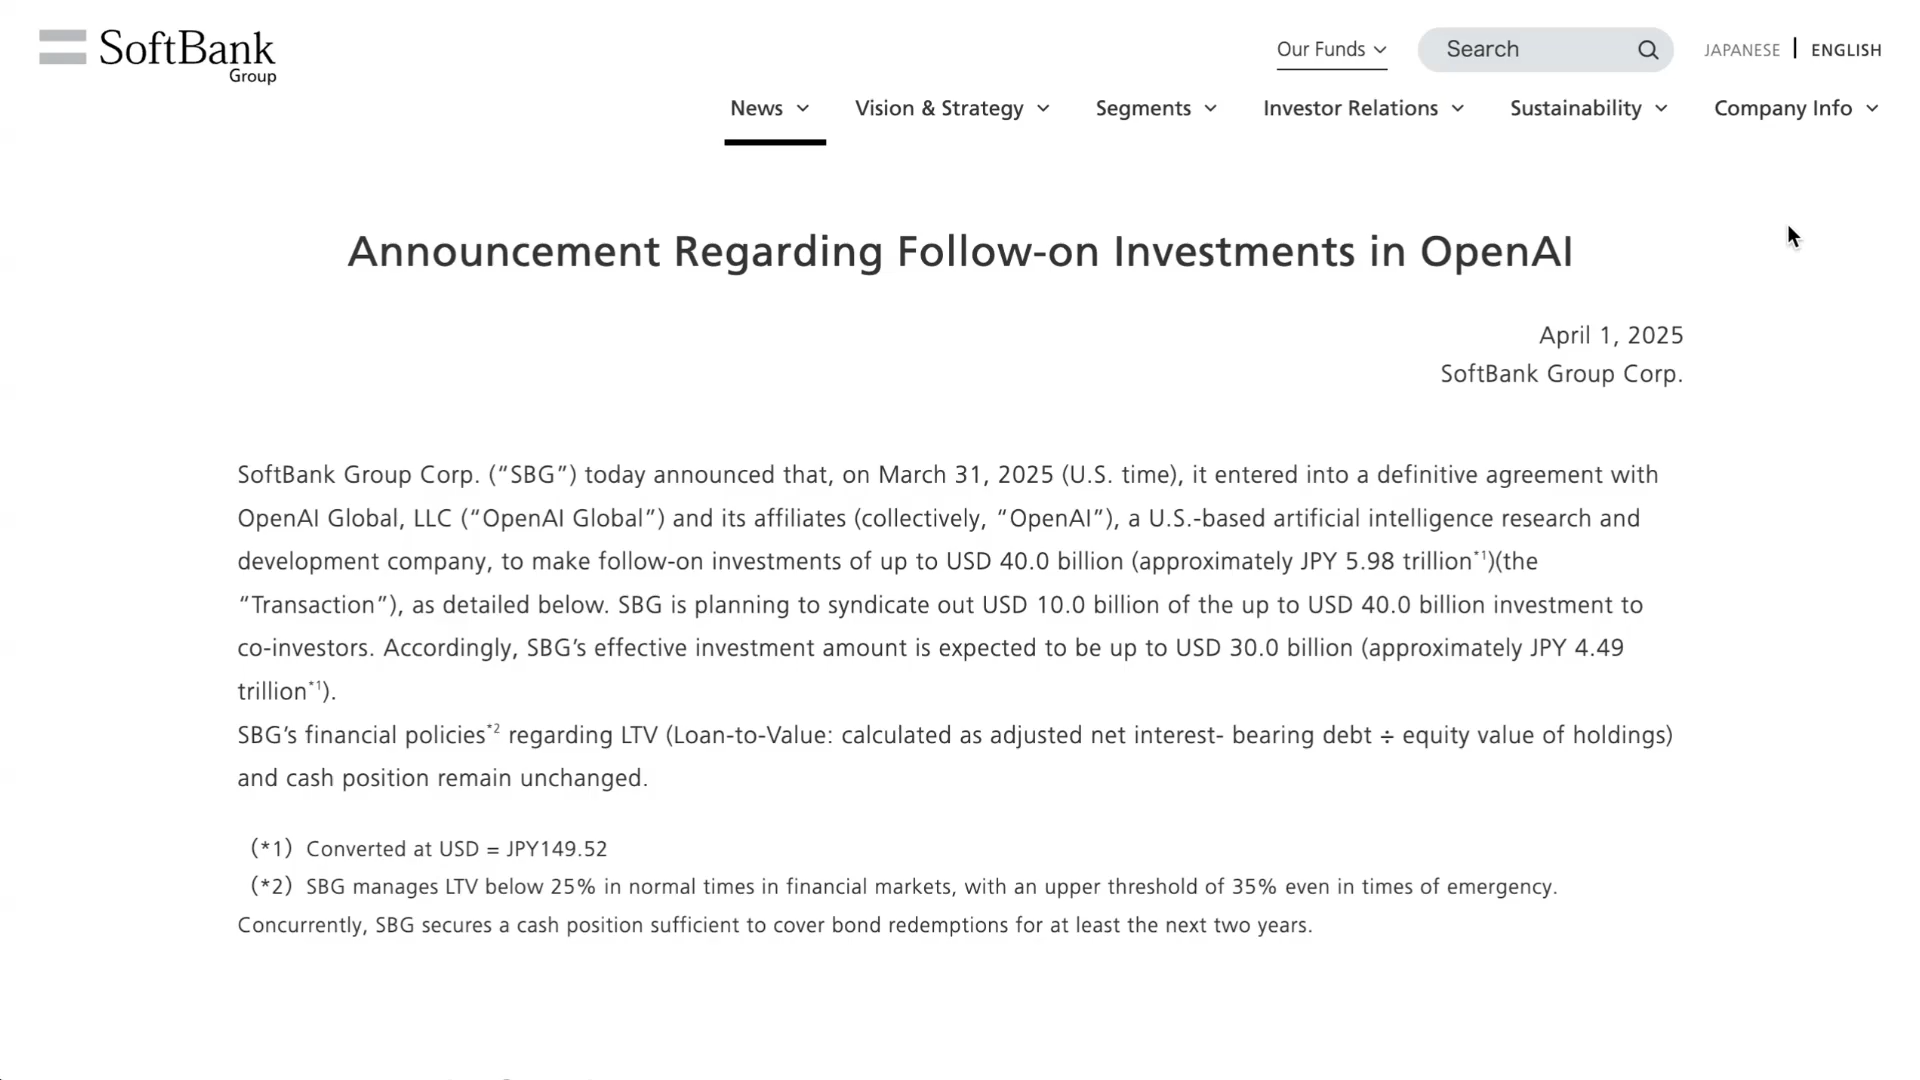 SoftBank
Group
Our Funds
Search
JAPANESE | ENGLISH
News
Vision & Strategy
Segments
Investor Relations
Sustainability
Company Info
Announcement Regarding Follow-on Investments in OpenAI
April 1, 2025
SoftBank Group Corp.
SoftBank Group Corp. (“SBG”) today announced that, on March 31, 2025 (U.S. time), it entered into a definitive agreement with
OpenAI Global, LLC (“OpenAI Global”) and its affiliates (collectively, “OpenAI”), a U.S.-based artificial intelligence research and
development company, to make follow-on investments of up to USD 40.0 billion (approximately JPY 5.98 trillion*1)(the
“Transaction”), as detailed below. SBG is planning to syndicate out USD 10.0 billion of the up to USD 40.0 billion investment to
co-investors. Accordingly, SBG’s effective investment amount is expected to be up to USD 30.0 billion (approximately JPY 4.49
trillion*1).
SBG’s financial policies*2 regarding LTV (Loan-to-Value: calculated as adjusted net interest- bearing debt ÷ equity value of holdings)
and cash position remain unchanged.
(*1) Converted at USD = JPY149.52
(*2) SBG manages LTV below 25% in normal times in financial markets, with an upper threshold of 35% even in times of emergency.
Concurrently, SBG secures a cash position sufficient to cover bond redemptions for at least the next two years.